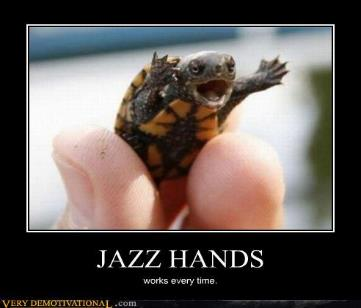 JAZZ HANDS
works every time.
VERY DEMOTIVATIONAL .com